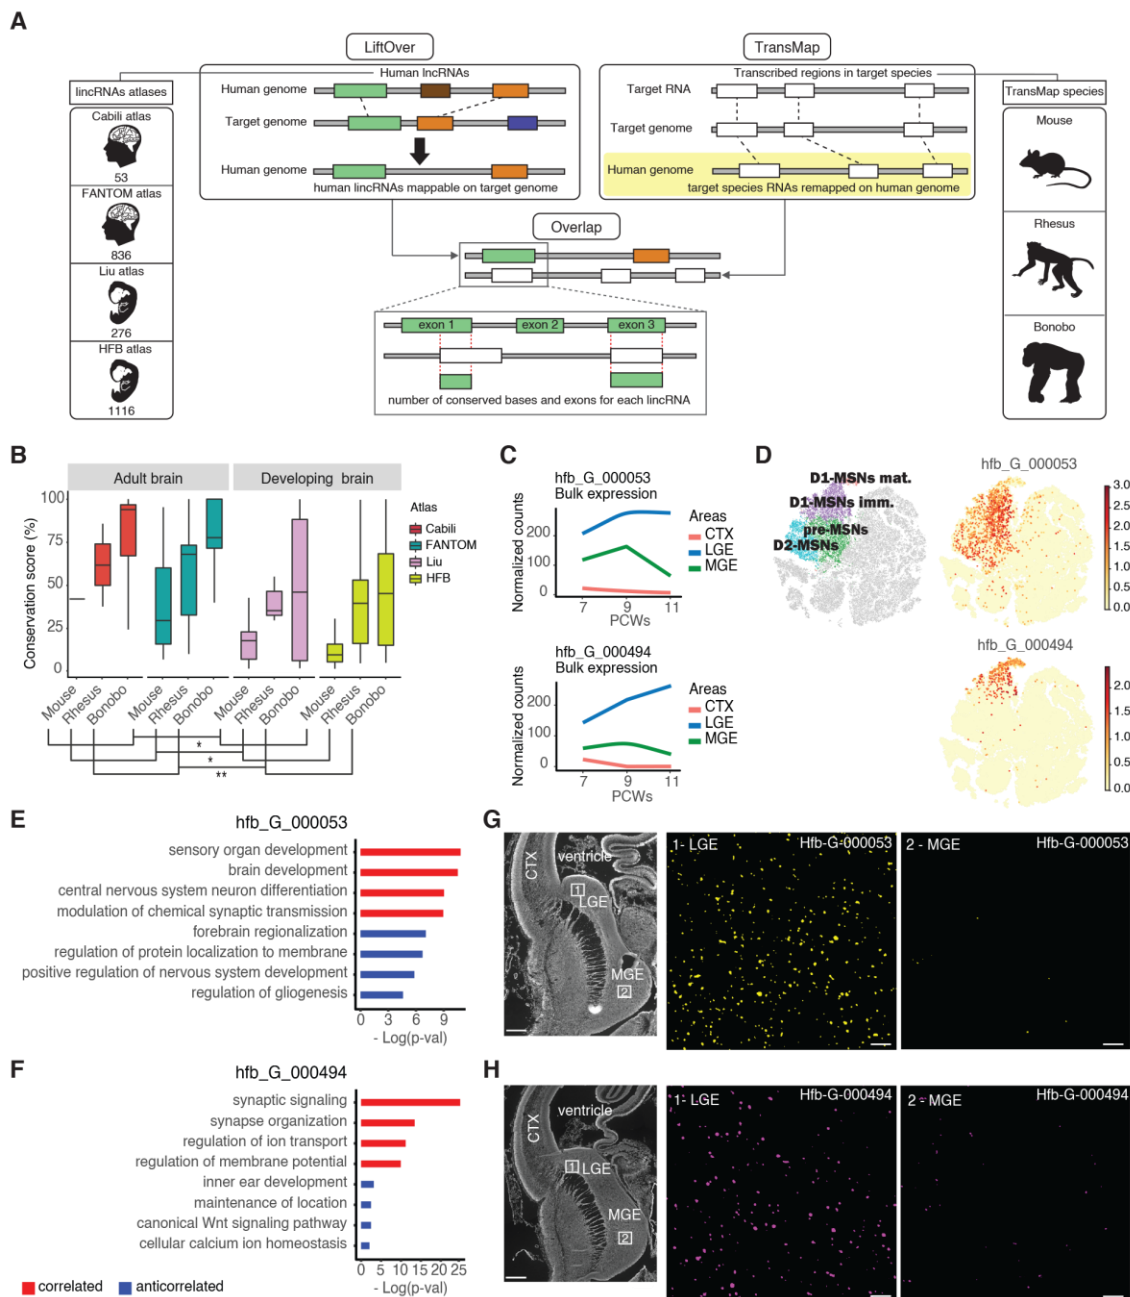 A
LiftOver
TransMap
lincRNAs atlases
Cabili atlas
53
FANTOM atlas
836
Liu atlas
276
HFB atlas
1116
Human lncRNAs
Human genome
Target genome
Human genome
human lincRNAs mappable on target genome
Transcribed regions in target species
Target RNA
Target genome
Human genome
target species RNAs remapped on human genome
TransMap species
Mouse
Rhesus
Bonobo
Overlap
exon 1
exon 2
exon 3
number of conserved bases and exons for each lincRNA
B
Adult brain
Developing brain
Conservation score (%)
100
75
50
25
0
Atlas
Cabili
FANTOM
Liu
HFB
Mouse
Rhesus
Bonobo
Mouse
Rhesus
Bonobo
Mouse
Rhesus
Bonobo
Mouse
Rhesus
Bonobo
*
*
**
C
hfb_G_000053
Bulk expression
Normalized counts
200
100
0
7 9 11
PCWs
Areas
CTX
LGE
MGE
hfb_G_000494
Bulk expression
Normalized counts
200
100
0
7 9 11
PCWs
Areas
CTX
LGE
MGE
D
D1-MSNs mat.
D1-MSNs imm.
pre-MSNs
D2-MSNs
hfb_G_000053
3.0
2.5
2.0
1.5
1.0
0.5
0.0
hfb_G_000494
2.0
1.5
1.0
0.5
0.0
E
hfb_G_000053
sensory organ development
brain development
central nervous system neuron differentiation
modulation of chemical synaptic transmission
forebrain regionalization
regulation of protein localization to membrane
positive regulation of nervous system development
regulation of gliogenesis
0 3 6 9
- Log(p-val)
F
hfb_G_000494
synaptic signaling
synapse organization
regulation of ion transport
regulation of membrane potential
inner ear development
maintenance of location
canonical Wnt signaling pathway
cellular calcium ion homeostasis
0 5 10 15 20 25
- Log(p-val)
correlated
anticorrelated
G
CTX
ventricle
1
LGE
MGE
2
1- LGE
Hfb-G-000053
2 - MGE
Hfb-G-000053
H
CTX
ventricle
1
LGE
MGE
2
1- LGE
Hfb-G-000494
2 - MGE
Hfb-G-000494